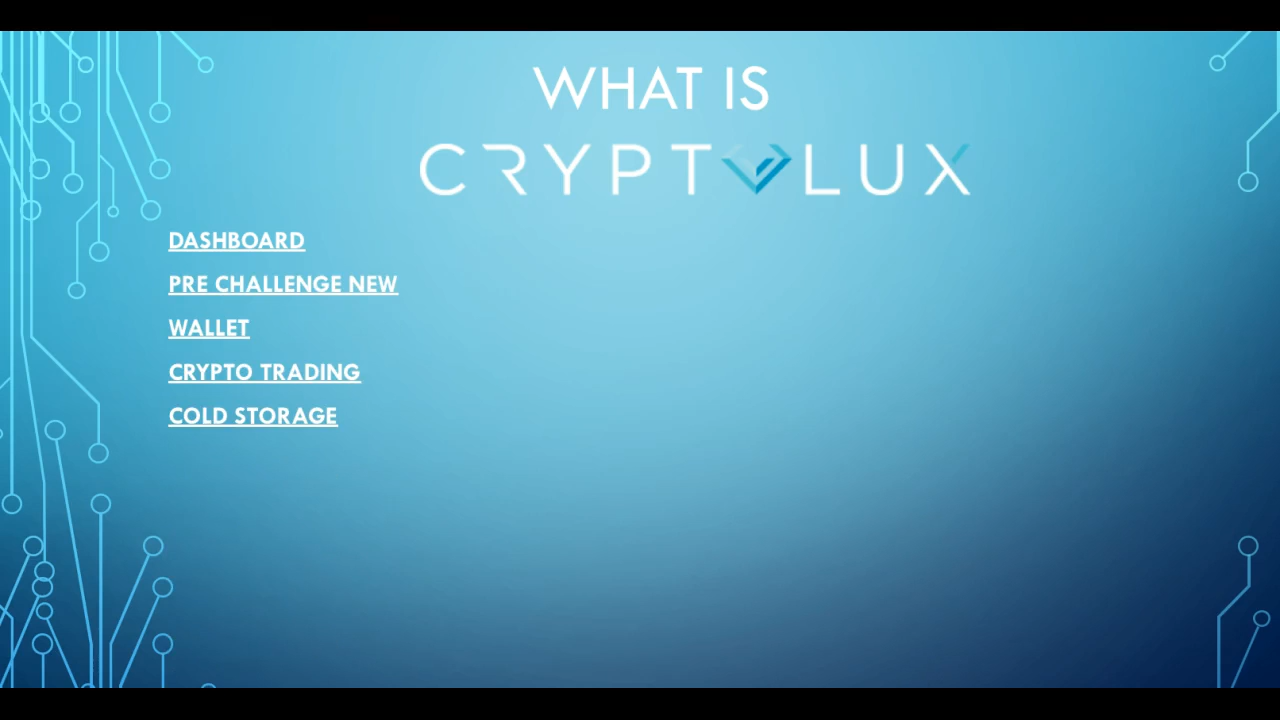 WHAT IS
CRYPTOLUX
DASHBOARD
PRE CHALLENGE NEW
WALLET
CRYPTO TRADING
COLD STORAGE